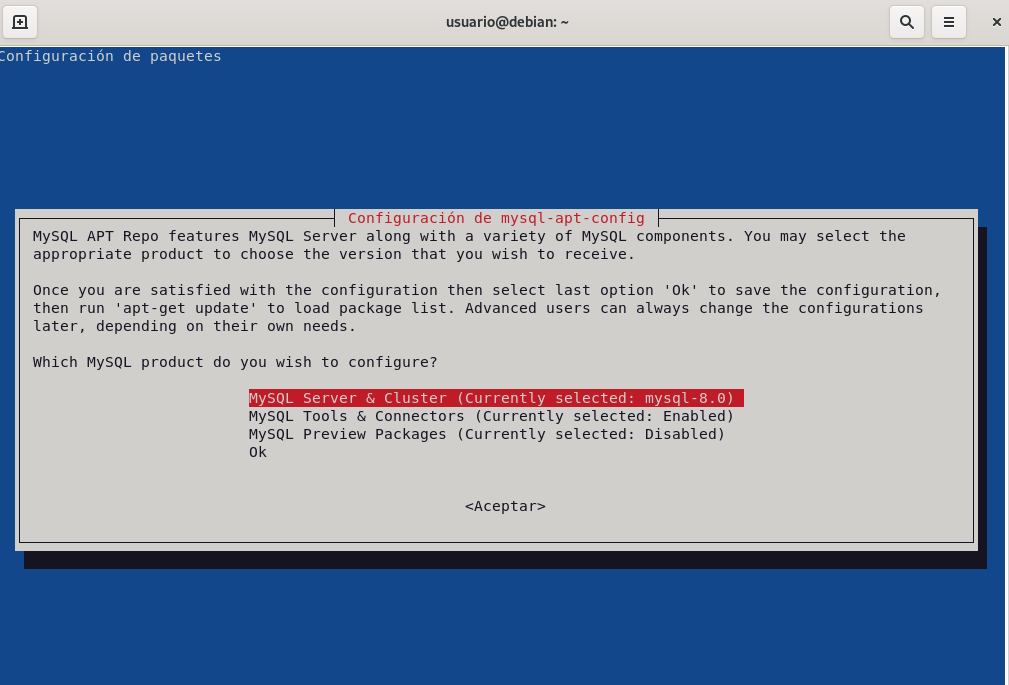 usuario@debian: ~
Configuración de paquetes
Configuración de mysql-apt-config
MySQL APT Repo features MySQL Server along with a variety of MySQL components. You may select the
appropriate product to choose the version that you wish to receive.
Once you are satisfied with the configuration then select last option 'Ok' to save the configuration,
then run 'apt-get update' to load package list. Advanced users can always change the configurations
later, depending on their own needs.
Which MySQL product do you wish to configure?
MySQL Server & Cluster (Currently selected: mysql-8.0)
MySQL Tools & Connectors (Currently selected: Enabled)
MySQL Preview Packages (Currently selected: Disabled)
Ok
<Aceptar>